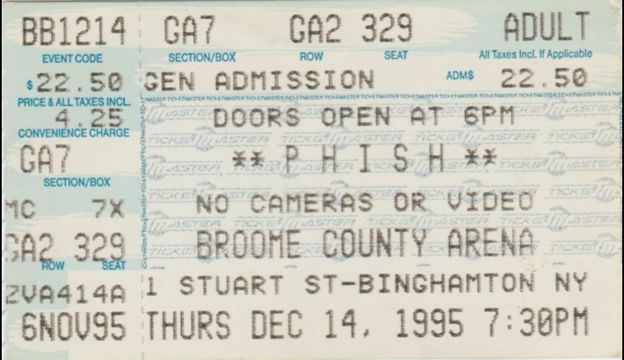 BB1214 GA7 GA2 329 ADULT
EVENT CODE SECTION/BOX ROW SEAT All Taxes Incl. If Applicable
$ 22.50 GEN ADMISSION ADM$ 22.50
PRICE & ALL TAXES INCL.
4.25 DOORS OPEN AT 6PM
CONVENIENCE CHARGE
GA7 ** P H I S H **
SECTION/BOX
MC 7X NO CAMERAS OR VIDEO
GA2 329 BROOME COUNTY ARENA
ROW SEAT
2VA414A 1 STUART ST-BINGHAMTON NY
6NOV95 THURS DEC 14, 1995 7:30PM